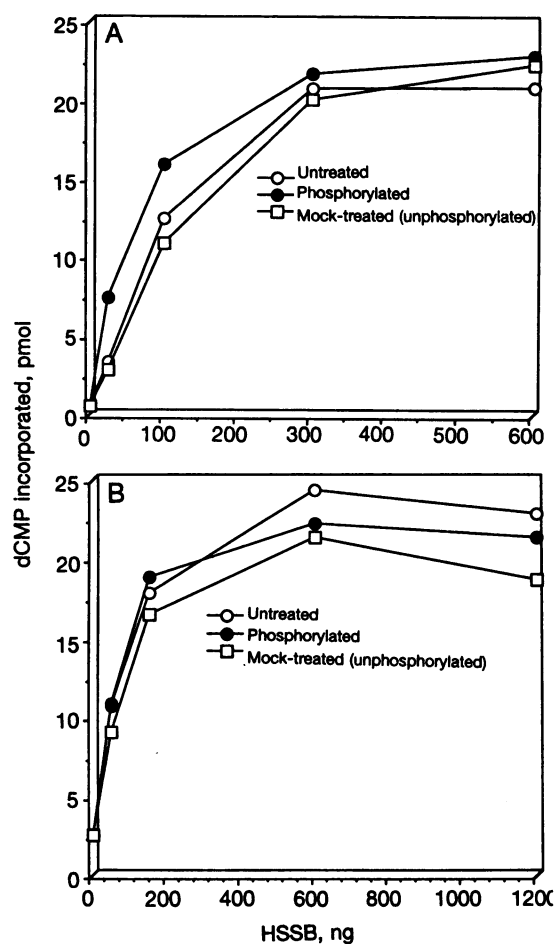 A
25
20
15
10
5
0
Untreated
Phosphorylated
Mock-treated (unphosphorylated)
0 100 200 300 400 500 600
dCMP incorporated, pmol
B
25
20
15
10
5
0
Untreated
Phosphorylated
Mock-treated (unphosphorylated)
0 200 400 600 800 1000 1200
HSSB, ng